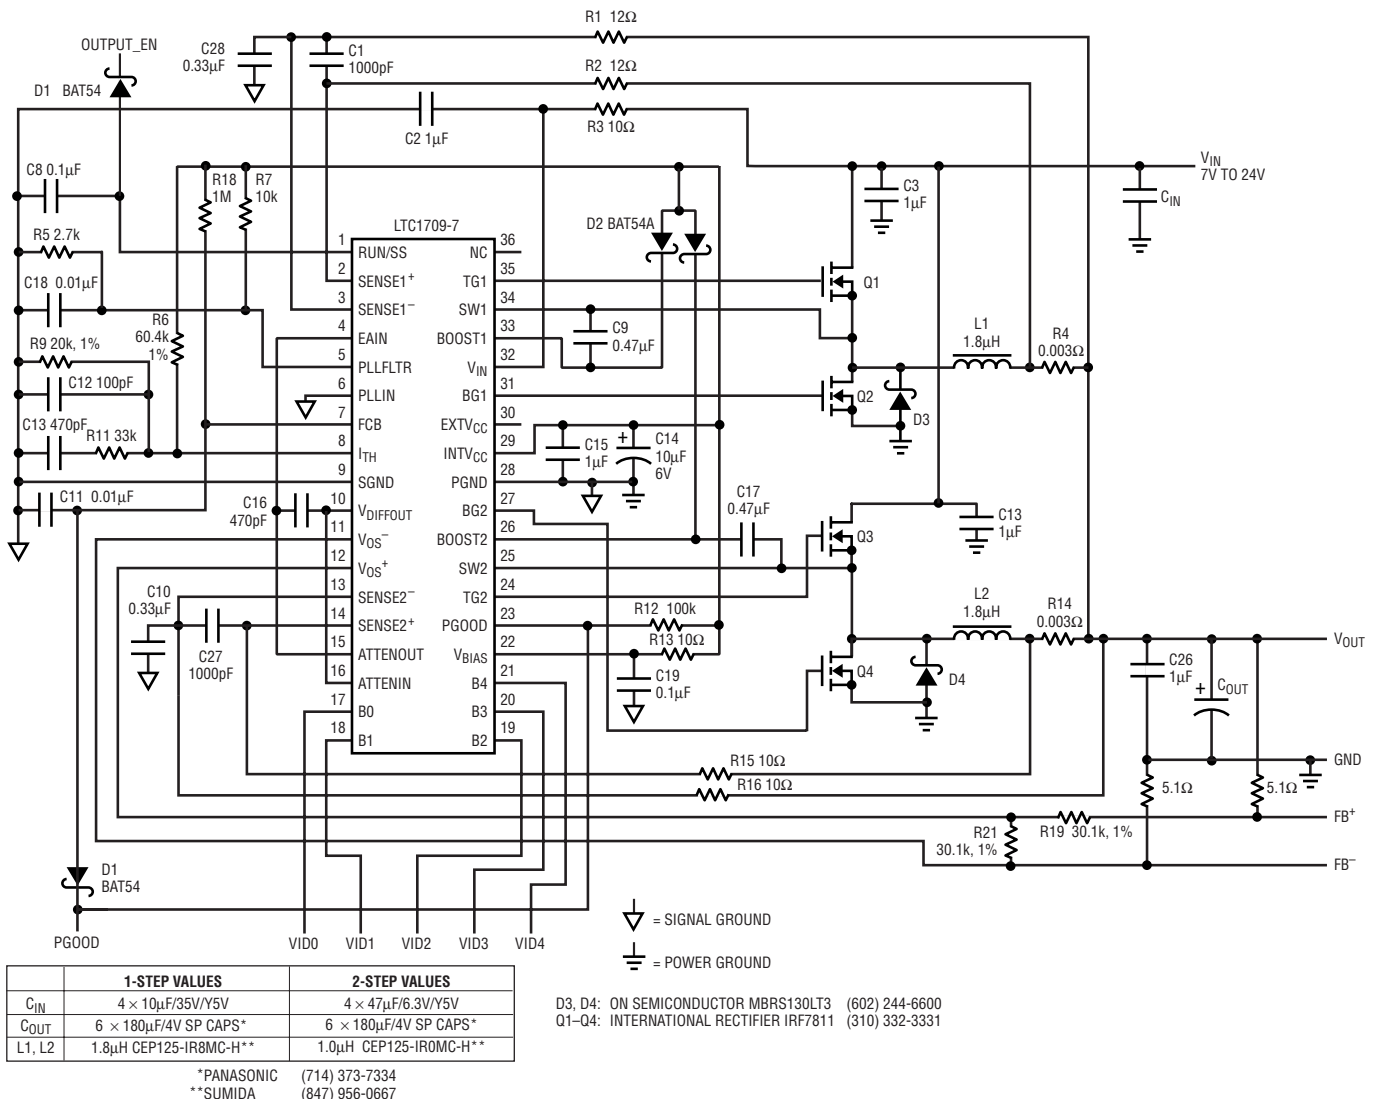 R1 12Ω
OUTPUT_EN
C28
0.33µF
C1
1000pF
R2 12Ω
D1 BAT54
R3 10Ω
C2 1µF
VIN
7V TO 24V
C8 0.1µF
R18
1M
R7
10k
C3
1µF
CIN
D2 BAT54A
LTC1709-7
R5 2.7k
C18 0.01µF
R6
60.4k
1%
R9 20k, 1%
C12 100pF
C13 470pF
R11 33k
C11 0.01µF
C16
470pF
1 RUN/SS
2 SENSE1+
3 SENSE1–
4 EAIN
5 PLLFLTR
6 PLLIN
7 FCB
8 ITH
9 SGND
10 VDIFFOUT
11 VOS–
12 VOS+
13 SENSE2–
14 SENSE2+
15 ATTENOUT
16 ATTENIN
17 B0
18 B1
NC 36
TG1 35
SW1 34
BOOST1 33
VIN 32
BG1 31
EXTVCC 30
INTVCC 29
PGND 28
BG2 27
BOOST2 26
SW2 25
TG2 24
PGOOD 23
VBIAS 22
B4 21
B3 20
B2 19
Q1
C9
0.47µF
L1
1.8µH
R4
0.003Ω
Q2
D3
C15
1µF
+
C14
10µF
6V
C17
0.47µF
Q3
C13
1µF
C10
0.33µF
C27
1000pF
R12 100k
R13 10Ω
L2
1.8µH
R14
0.003Ω
VOUT
Q4
D4
C19
0.1µF
C26
1µF
+
COUT
R15 10Ω
R16 10Ω
GND
5.1Ω
5.1Ω
FB+
R21
30.1k, 1%
R19 30.1k, 1%
FB–
D1
BAT54
PGOOD
VID0 VID1 VID2 VID3 VID4
= SIGNAL GROUND
= POWER GROUND
1-STEP VALUES 2-STEP VALUES
CIN 4 × 10µF/35V/Y5V 4 × 47µF/6.3V/Y5V
COUT 6 × 180µF/4V SP CAPS* 6 × 180µF/4V SP CAPS*
L1, L2 1.8µH CEP125-IR8MC-H** 1.0µH CEP125-IR0MC-H**
D3, D4: ON SEMICONDUCTOR MBRS130LT3 (602) 244-6600
Q1–Q4: INTERNATIONAL RECTIFIER IRF7811 (310) 332-3331
*PANASONIC (714) 373-7334
**SUMIDA (847) 956-0667